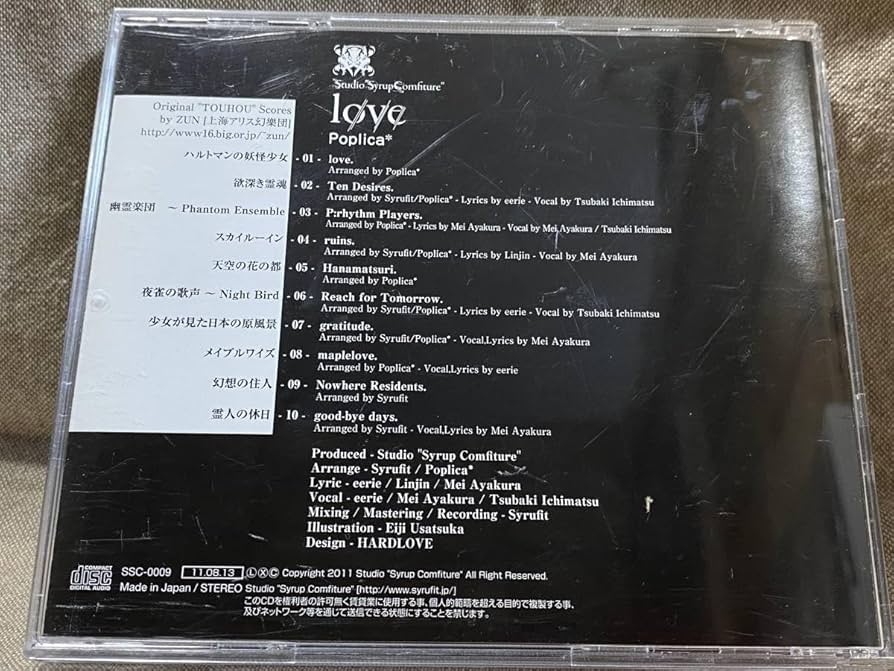 "Studio "Syrup Comfiture"
løve
Poplica*
Original "TOUHOU" Scores
by ZUN [上海アリス幻樂団]
http://www16.big.or.jp/~zun/
ハルトマンの妖怪少女 - 01 - love.
Arranged by Poplica*
欲深き霊魂 - 02 - Ten Desires.
Arranged by Syrufit/Poplica* - Lyrics by eerie - Vocal by Tsubaki Ichimatsu
幽霊楽団 ～ Phantom Ensemble - 03 - P:rhythm Players.
Arranged by Poplica* - Lyrics by Mei Ayakura - Vocal by Mei Ayakura / Tsubaki Ichimatsu
スカイルーイン - 04 - ruins.
Arranged by Syrufit/Poplica* - Lyrics by Linjin - Vocal by Mei Ayakura
天空の花の都 - 05 - Hanamatsuri.
Arranged by Poplica*
夜雀の歌声 ～ Night Bird - 06 - Reach for Tomorrow.
Arranged by Syrufit/Poplica* - Lyrics by eerie - Vocal by Tsubaki Ichimatsu
少女が見た日本の原風景 - 07 - gratitude.
Arranged by Syrufit/Poplica* - Vocal,Lyrics by Mei Ayakura
メイプルワイズ - 08 - maplelove.
Arranged by Poplica* - Vocal,Lyrics by eerie
幻想の住人 - 09 - Nowhere Residents.
Arranged by Syrufit
霊人の休日 - 10 - good-bye days.
Arranged by Syrufit - Vocal,Lyrics by Mei Ayakura
Produced - Studio "Syrup Comfiture"
Arrange - Syrufit / Poplica*
Lyric - eerie / Linjin / Mei Ayakura
Vocal - eerie / Mei Ayakura / Tsubaki Ichimatsu
Mixing / Mastering / Recording - Syrufit
Illustration - Eiji Usatsuka
Design - HARDLOVE
COMPACT disc DIGITAL AUDIO
SSC-0009 11.08.13 ⓁⓍⒸ Copyright 2011 Studio "Syrup Comfiture" All Right Reserved.
Made in Japan / STEREO Studio "Syrup Comfiture" [http://www.syrufit.jp/]
このCDを権利者の許可無く賃貸業に使用する事、個人的範疇を超える目的で複製する事、
及びネットワーク等を通じて送信できる状態にすることを禁じます。